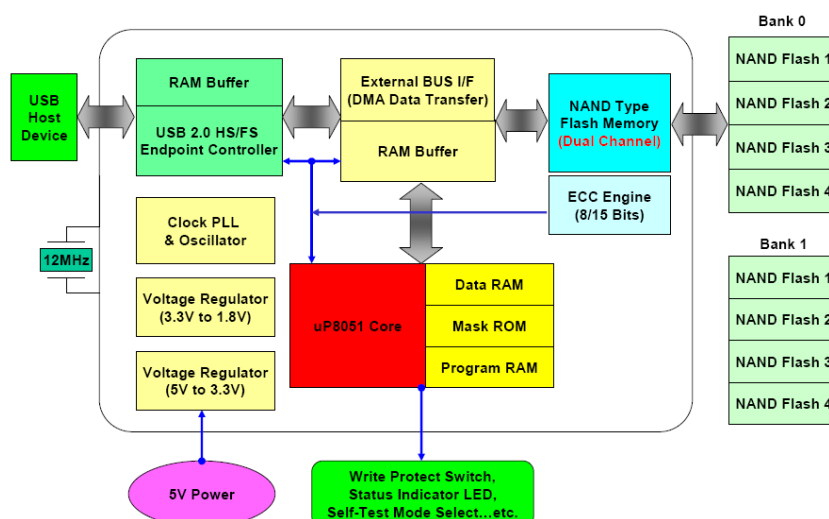 Bank 0
USB
Host
Device
RAM Buffer
USB 2.0 HS/FS
Endpoint Controller
External BUS I/F
(DMA Data Transfer)
RAM Buffer
NAND Type
Flash Memory
(Dual Channel)
ECC Engine
(8/15 Bits)
NAND Flash 1
NAND Flash 2
NAND Flash 3
NAND Flash 4
12MHz
Clock PLL
& Oscillator
Voltage Regulator
(3.3V to 1.8V)
Voltage Regulator
(5V to 3.3V)
uP8051 Core
Data RAM
Mask ROM
Program RAM
Bank 1
NAND Flash 1
NAND Flash 2
NAND Flash 3
NAND Flash 4
5V Power
Write Protect Switch,
Status Indicator LED,
Self-Test Mode Select...etc.